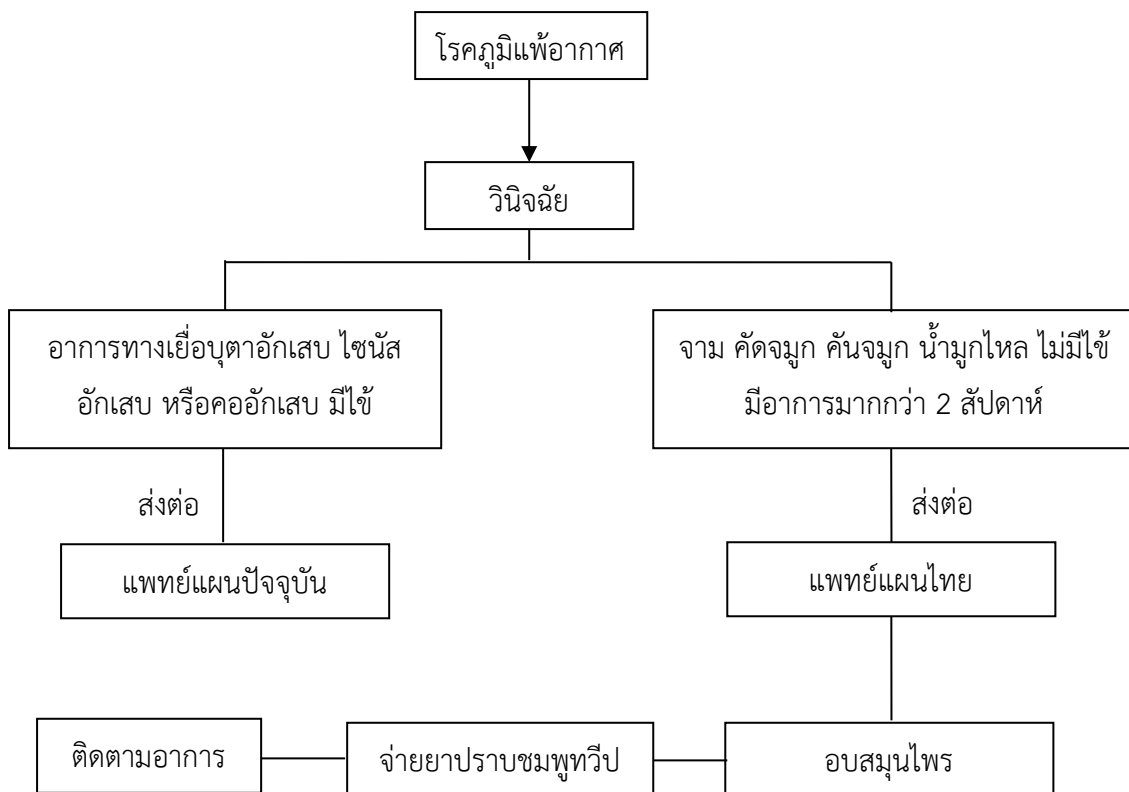 โรคภูมิแพ้อากาศ
วินิจฉัย
อาการทางเยื่อบุตาอักเสบ ไซนัส
อักเสบ หรือคออักเสบ มีไข้
จาม คัดจมูก คันจมูก น้ำมูกไหล ไม่มีไข้
มีอาการมากกว่า 2 สัปดาห์
ส่งต่อ
ส่งต่อ
แพทย์แผนปัจจุบัน
แพทย์แผนไทย
ติดตามอาการ
จ่ายยาปราบชมพูทวีป
อบสมุนไพร